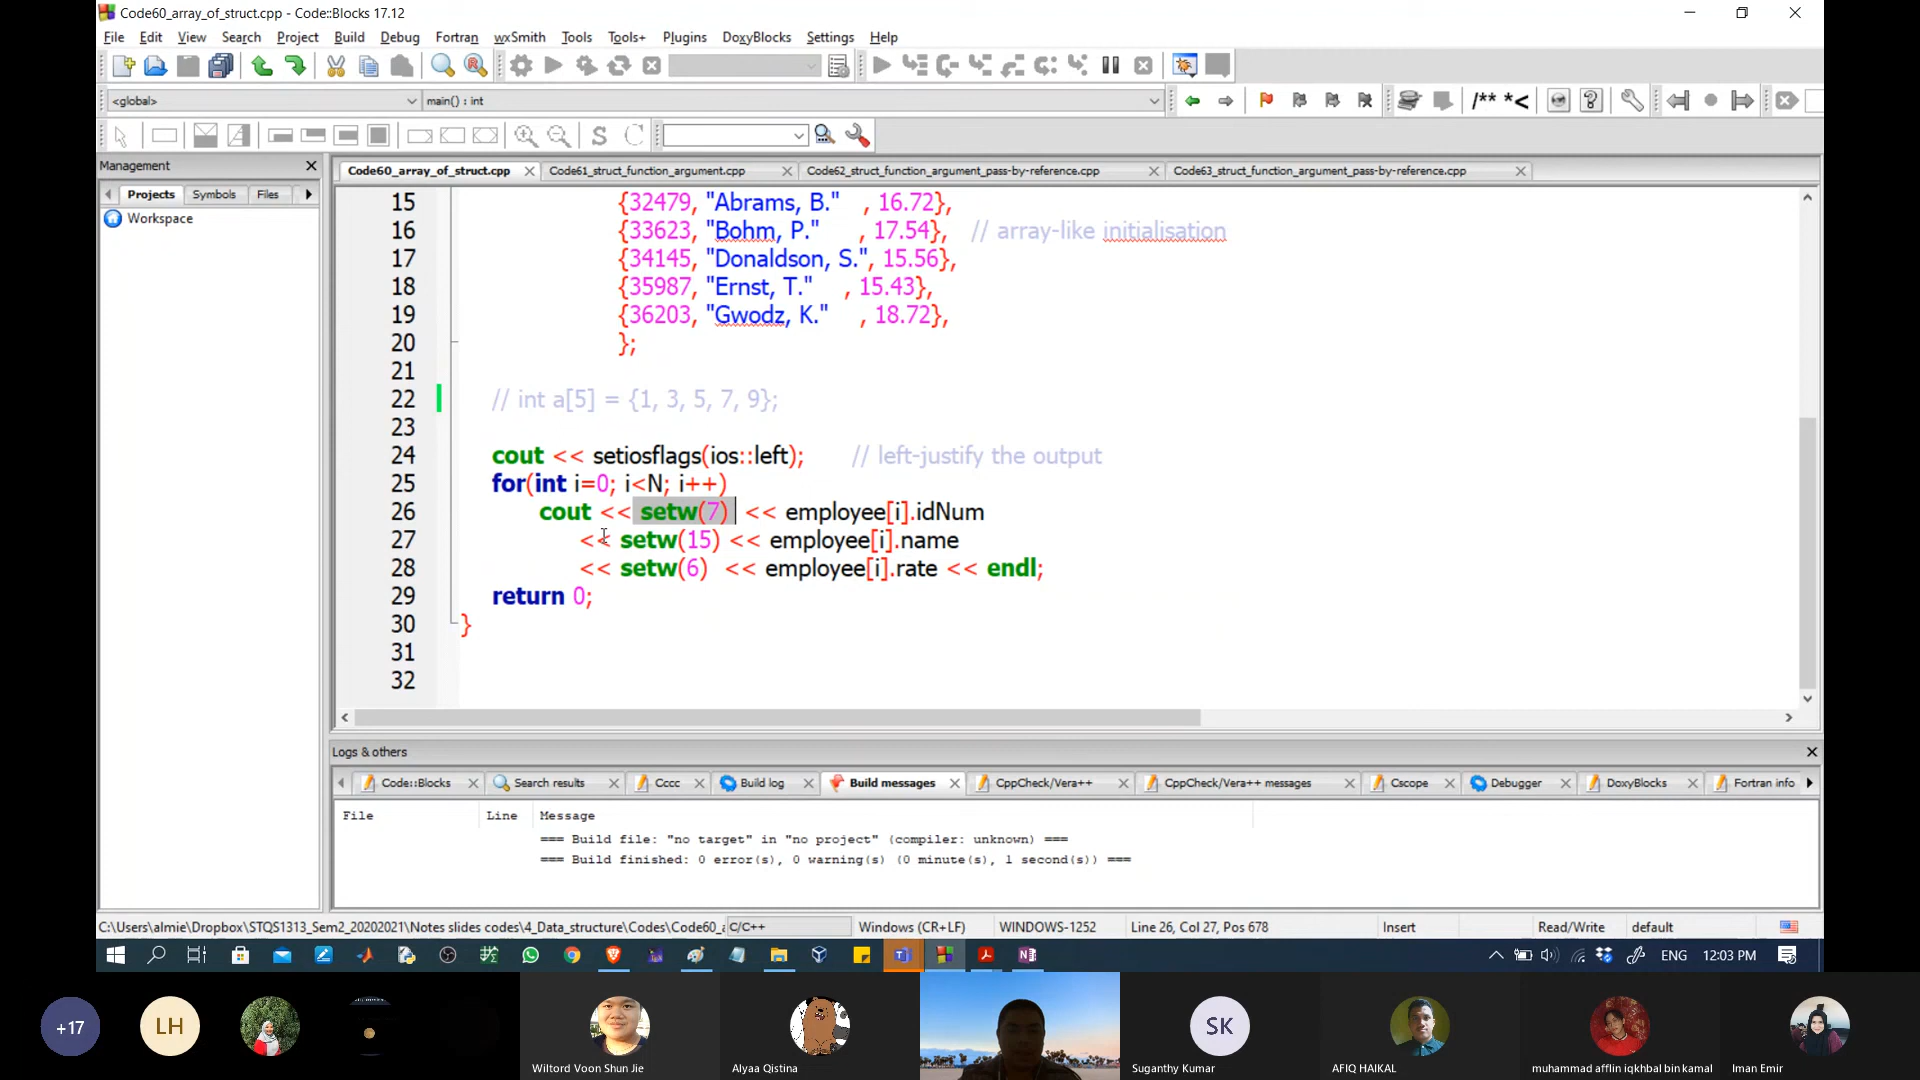 Code60_array_of_struct.cpp - Code::Blocks 17.12
File Edit View Search Project Build Debug Fortran wxSmith Tools Tools+ Plugins DoxyBlocks Settings Help
<global> main() : int
/** *<
Management
Projects Symbols Files
Workspace
Code60_array_of_struct.cpp Code61_struct_function_argument.cpp Code62_struct_function_argument_pass-by-reference.cpp Code63_struct_function_argument_pass-by-reference.cpp
15 {32479, "Abrams, B." , 16.72},
16 {33623, "Bohm, P." , 17.54}, // array-like initialisation
17 {34145, "Donaldson, S.", 15.56},
18 {35987, "Ernst, T." , 15.43},
19 {36203, "Gwodz, K." , 18.72},
20 };
21
22 // int a[5] = {1, 3, 5, 7, 9};
23
24 cout << setiosflags(ios::left); // left-justify the output
25 for(int i=0; i<N; i++)
26 cout << setw(7) << employee[i].idNum
27 << setw(15) << employee[i].name
28 << setw(6) << employee[i].rate << endl;
29 return 0;
30 }
31
32
Logs & others
Code::Blocks Search results Cccc Build log Build messages CppCheck/Vera++ CppCheck/Vera++ messages Cscope Debugger DoxyBlocks Fortran info
File Line Message
=== Build file: "no target" in "no project" (compiler: unknown) ===
=== Build finished: 0 error(s), 0 warning(s) (0 minute(s), 1 second(s)) ===
C:\Users\almie\Dropbox\STQS1313_Sem2_20202021\Notes slides codes\4_Data_structure\Codes\Code60_ C/C++ Windows (CR+LF) WINDOWS-1252 Line 26, Col 27, Pos 678 Insert Read/Write default
ENG 12:03 PM
+17 LH SK
Wiltord Voon Shun Jie Alyaa Qistina Suganthy Kumar AFIQ HAIKAL muhammad afflin iqkhbal bin kamal Iman Emir